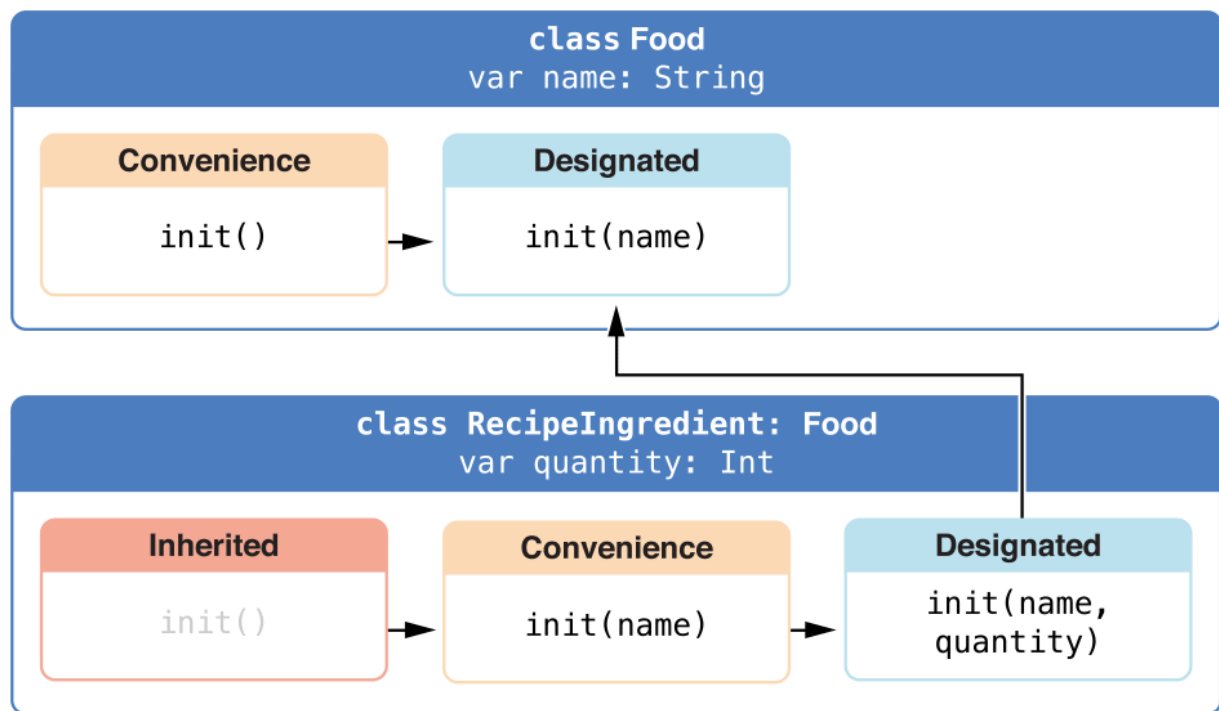 class Food
var name: String
Convenience
Designated
init()
init(name)
class RecipeIngredient: Food
var quantity: Int
Inherited
Convenience
Designated
init()
init(name)
init(name,
quantity)